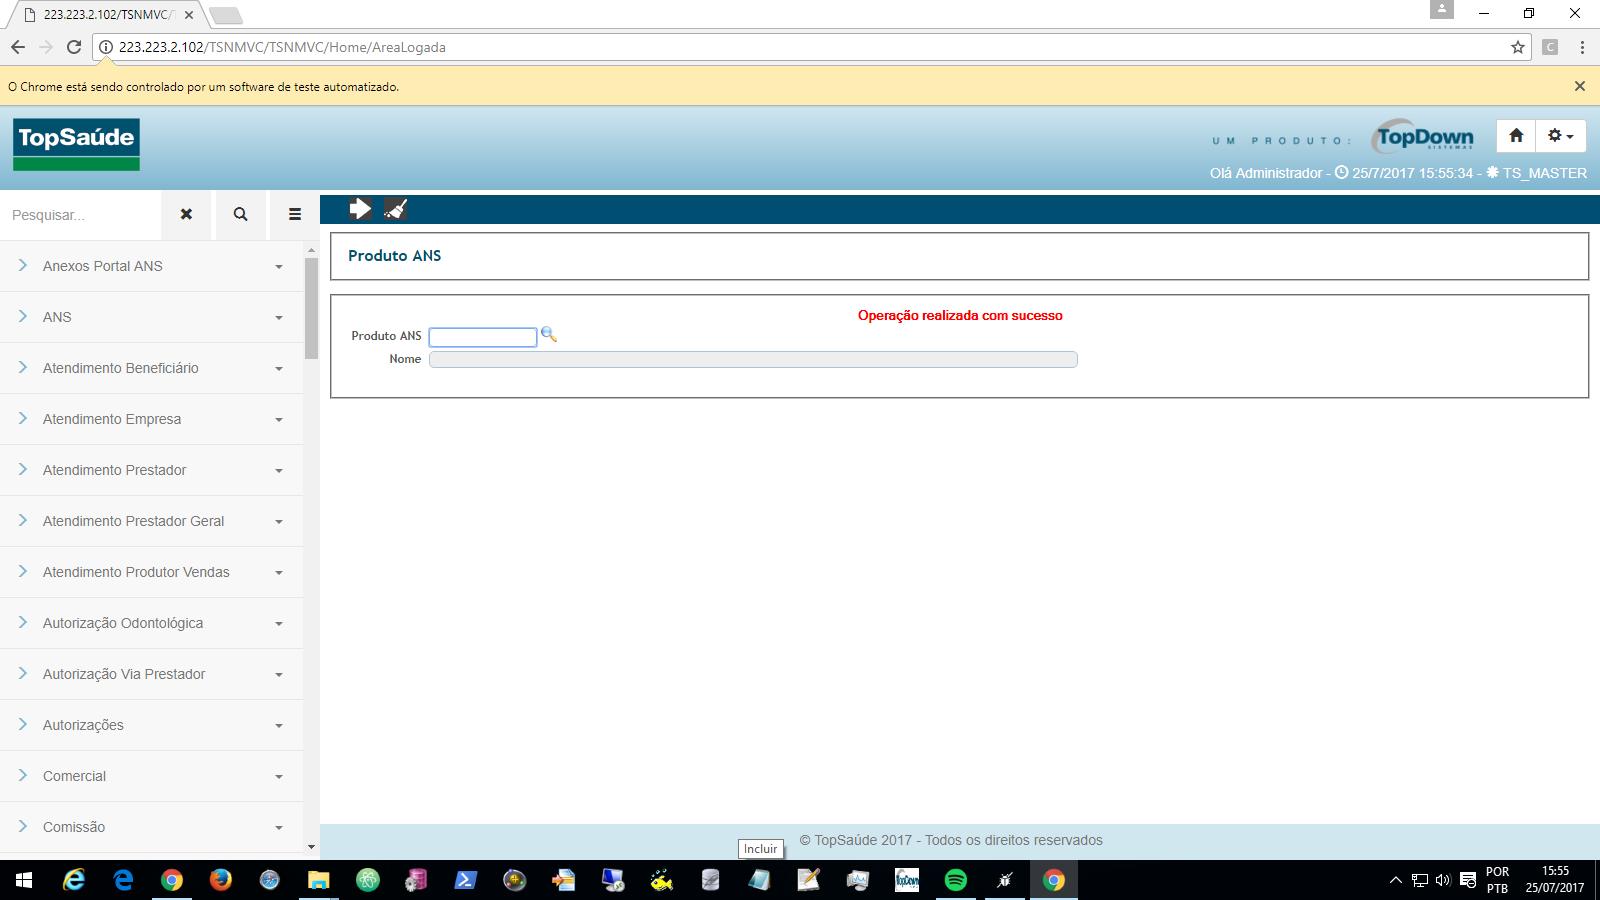 223.223.2.102/TSNMVC/T
223.223.2.102/TSNMVC/TSNMVC/Home/AreaLogada
C
O Chrome está sendo controlado por um software de teste automatizado.
TopSaúde
UM PRODUTO:
TopDown
SISTEMAS
Olá Administrador - 25/7/2017 15:55:34 - TS_MASTER
Pesquisar...
Anexos Portal ANS
ANS
Atendimento Beneficiário
Atendimento Empresa
Atendimento Prestador
Atendimento Prestador Geral
Atendimento Produtor Vendas
Autorização Odontológica
Autorização Via Prestador
Autorizações
Comercial
Comissão
Produto ANS
Operação realizada com sucesso
Produto ANS
Nome
© TopSaúde 2017 - Todos os direitos reservados
Incluir
TopDown
POR
PTB
15:55
25/07/2017